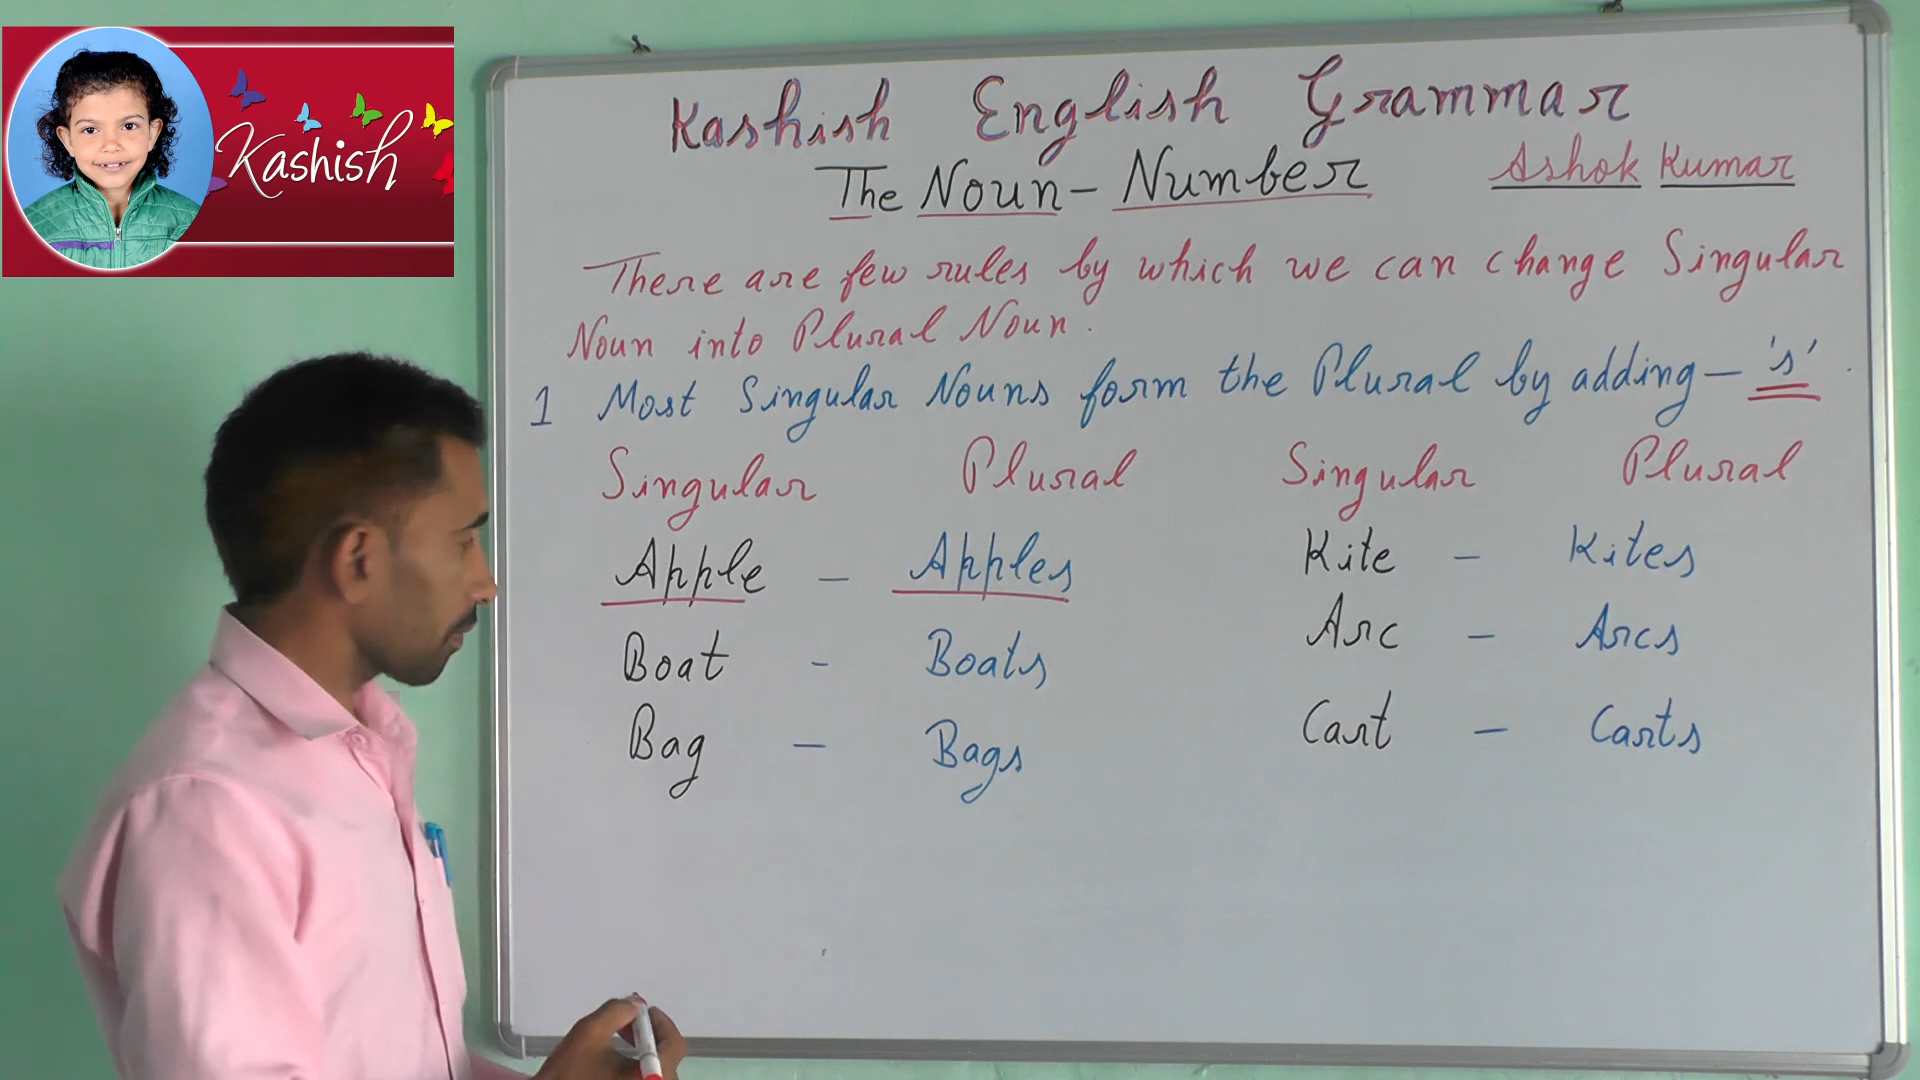 Kashish
Kashish English Grammar
The Noun - Number
Ashok Kumar
There are few rules by which we can change Singular
Noun into Plural Noun.
1 Most Singular Nouns form the Plural by adding - 's'
Singular Plural Singular Plural
Apple - Apples Kite - Kites
Boat - Boats Arc - Arcs
Bag - Bags Cart - Carts